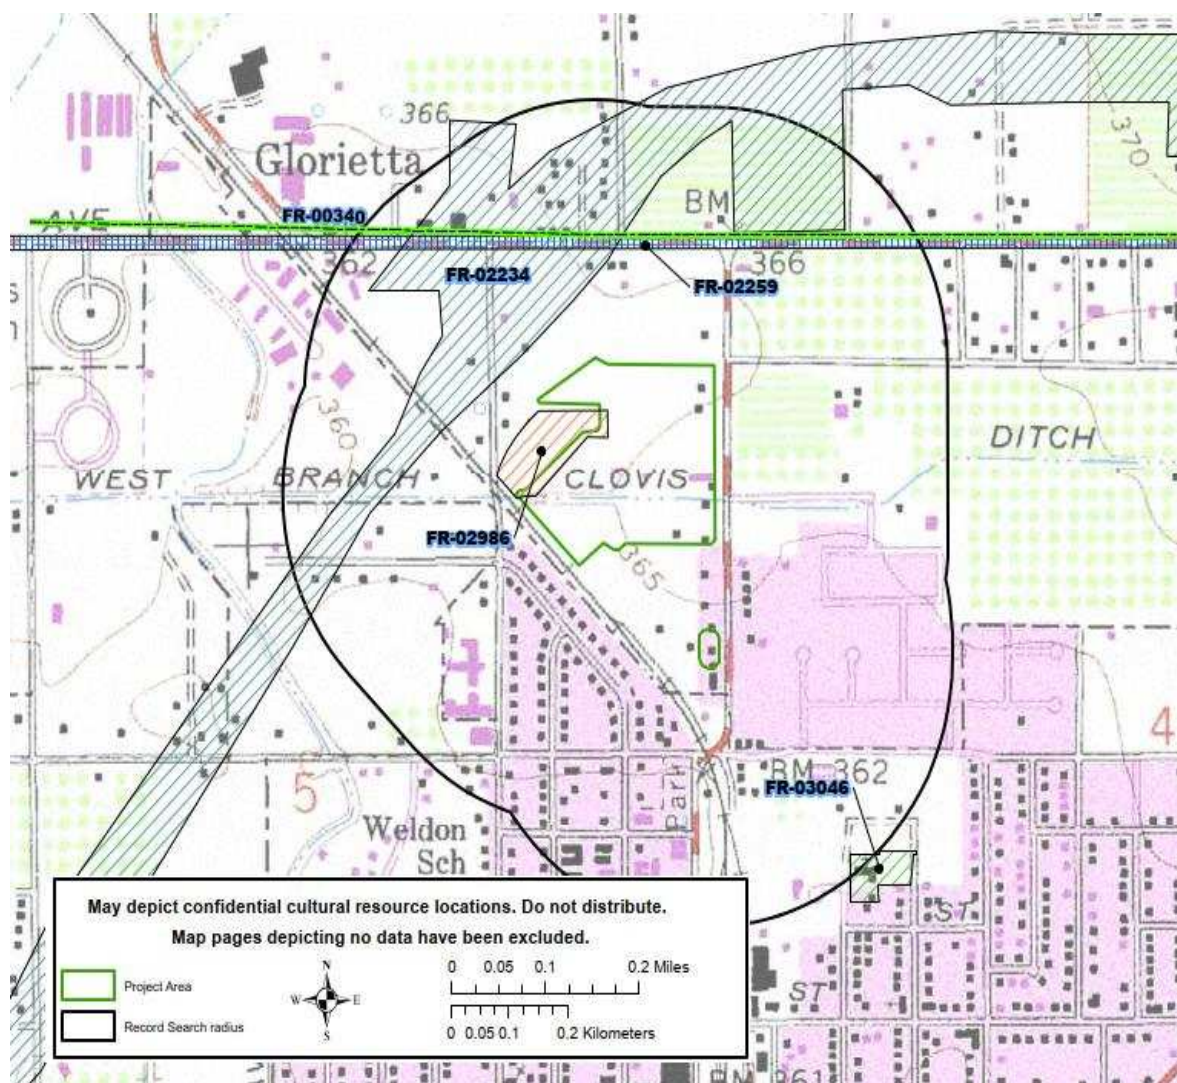 366
Glorietta
370
FR-00340
BM
AVE
362
FR-02234
366
FR-02259
360
DITCH
WEST BRANCH CLOVIS
FR-02986
365
4
BM 362
5
FR-03046
Park
Weldon
Sch
ST
ST
BM 361
May depict confidential cultural resource locations. Do not distribute.
Map pages depicting no data have been excluded.
Project Area
Record Search radius
N
W E
S
0 0.05 0.1 0.2 Miles
0 0.05 0.1 0.2 Kilometers